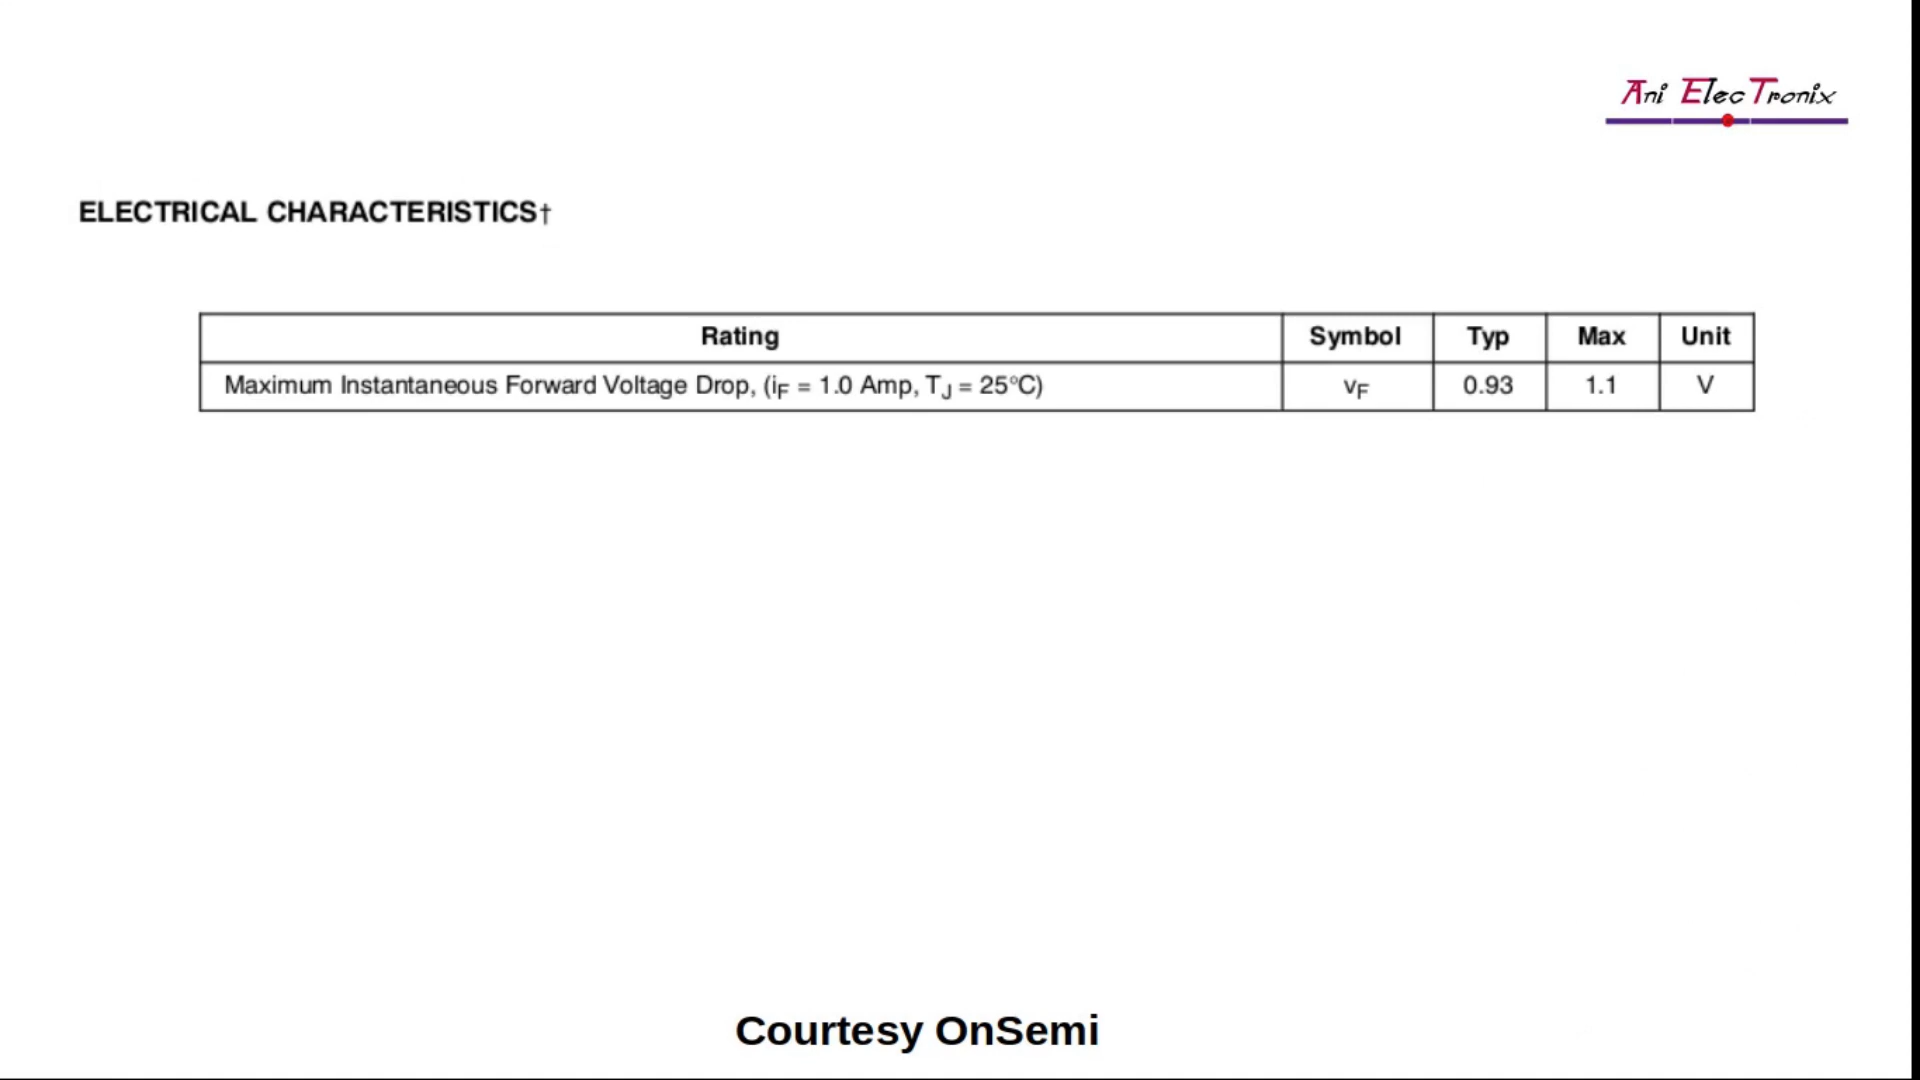 Ani ElecTronix
ELECTRICAL CHARACTERISTICS†
Rating Symbol Typ Max Unit
Maximum Instantaneous Forward Voltage Drop, (iF = 1.0 Amp, TJ = 25°C) vF 0.93 1.1 V
Courtesy OnSemi